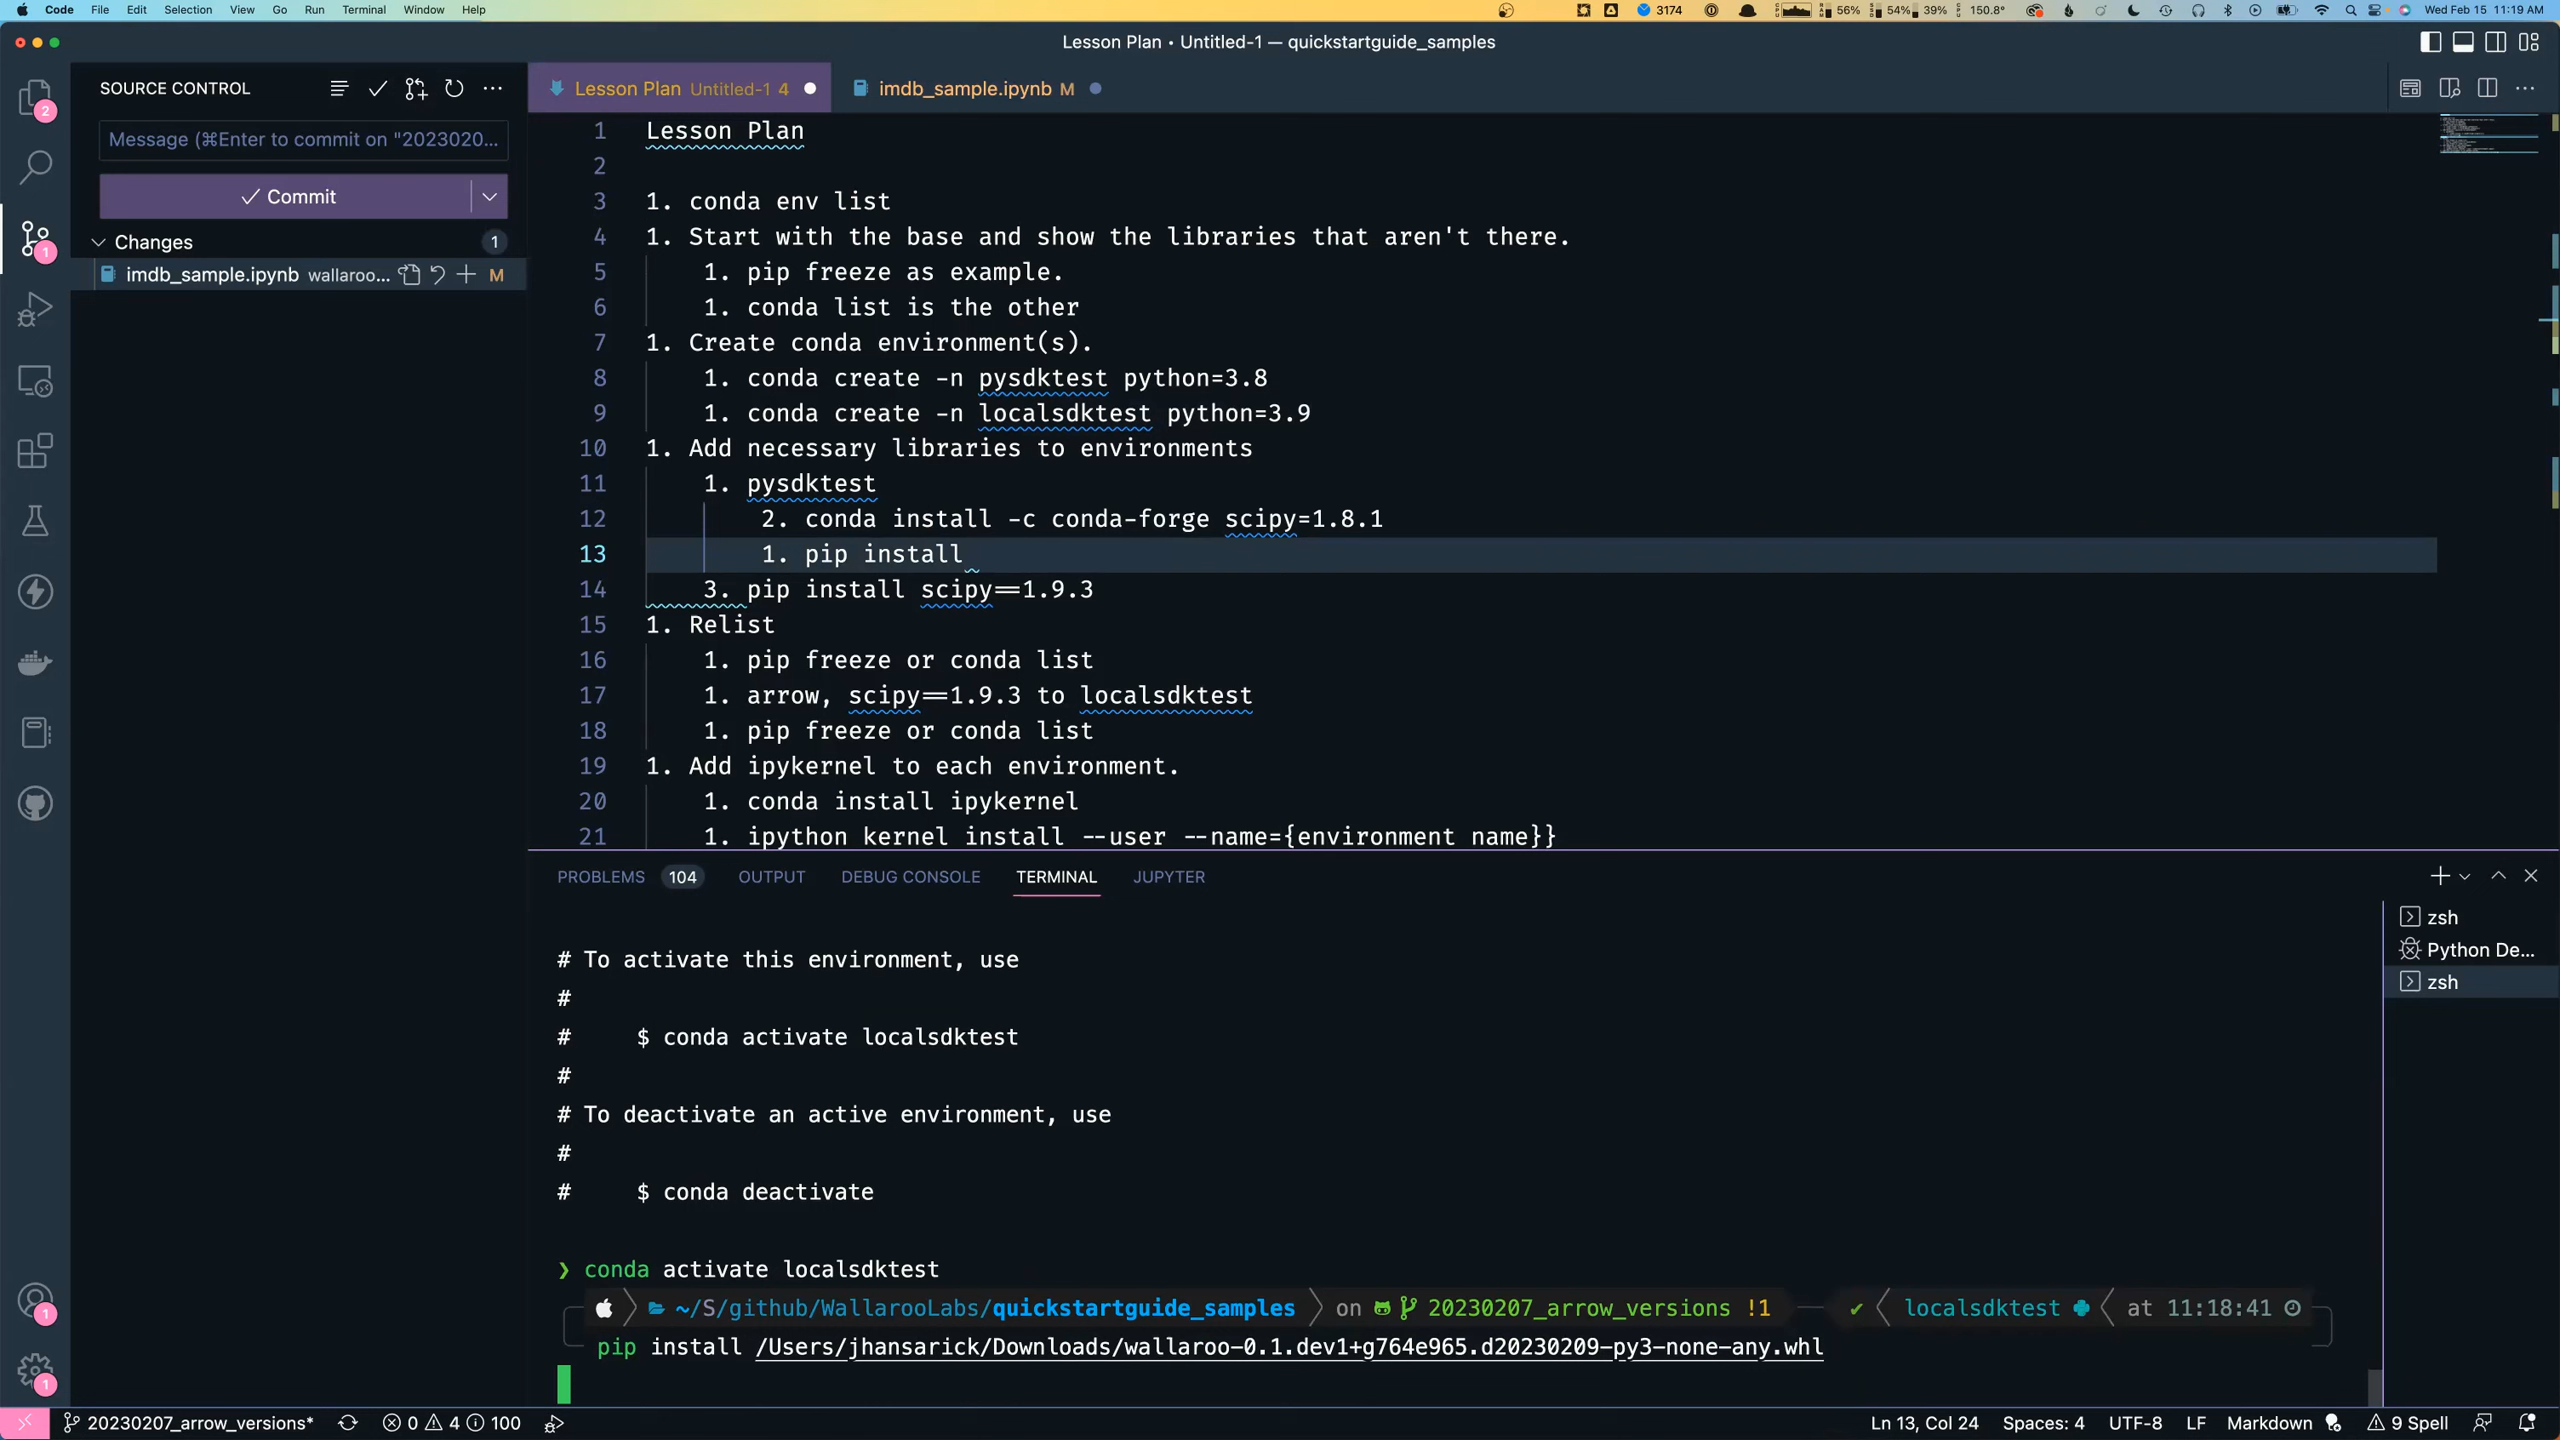 Code File Edit Selection View Go Run Terminal Window Help 3174 56% 54% 39% 150.8° Wed Feb 15 11:19 AM
Lesson Plan • Untitled-1 — quickstartguide_samples
SOURCE CONTROL
Lesson Plan Untitled-1 4
imdb_sample.ipynb M
2
Message (⌘Enter to commit on "2023020...
Commit
Changes 1
imdb_sample.ipynb wallaroo... M
1
1 Lesson Plan
2
3 1. conda env list
4 1. Start with the base and show the libraries that aren't there.
5 1. pip freeze as example.
6 1. conda list is the other
7 1. Create conda environment(s).
8 1. conda create -n pysdktest python=3.8
9 1. conda create -n localsdktest python=3.9
10 1. Add necessary libraries to environments
11 1. pysdktest
12 2. conda install -c conda-forge scipy=1.8.1
13 1. pip install
14 3. pip install scipy==1.9.3
15 1. Relist
16 1. pip freeze or conda list
17 1. arrow, scipy==1.9.3 to localsdktest
18 1. pip freeze or conda list
19 1. Add ipykernel to each environment.
20 1. conda install ipykernel
21 1. ipython kernel install --user --name={environment name}}
PROBLEMS 104 OUTPUT DEBUG CONSOLE TERMINAL JUPYTER
zsh
Python De...
zsh
# To activate this environment, use
#
# $ conda activate localsdktest
#
# To deactivate an active environment, use
#
# $ conda deactivate
❯ conda activate localsdktest
~/S/github/WallarooLabs/quickstartguide_samples on 20230207_arrow_versions !1 ✔ localsdktest at 11:18:41
pip install /Users/jhansarick/Downloads/wallaroo-0.1.dev1+g764e965.d20230209-py3-none-any.whl
1
1
20230207_arrow_versions* 0 4 100 Ln 13, Col 24 Spaces: 4 UTF-8 LF Markdown 9 Spell